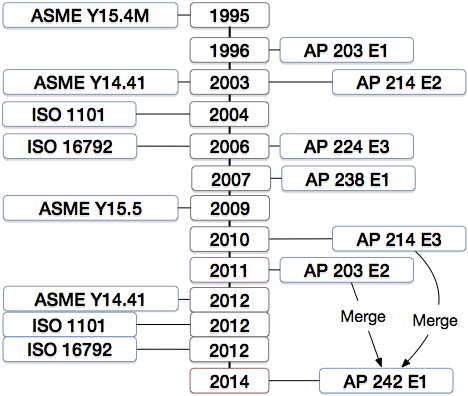 ASME Y15.4M 1995
1996 AP 203 E1
ASME Y14.41 2003 AP 214 E2
ISO 1101 2004
ISO 16792 2006 AP 224 E3
2007 AP 238 E1
ASME Y15.5 2009
2010 AP 214 E3
2011 AP 203 E2
ASME Y14.41 2012
Merge Merge
ISO 1101 2012
ISO 16792 2012
2014 AP 242 E1